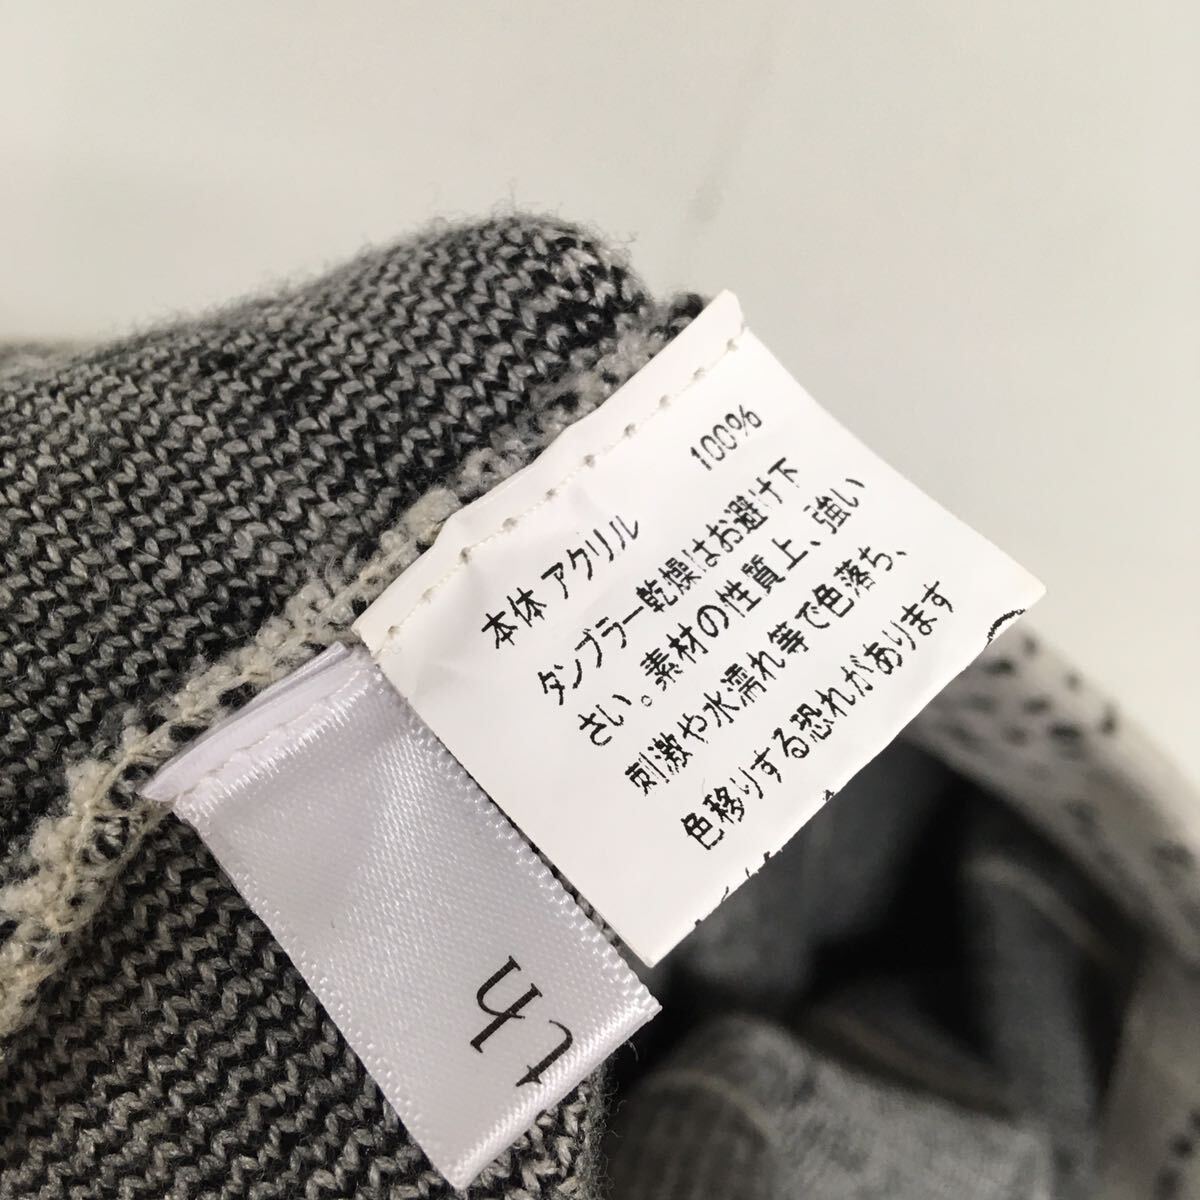 本体 アクリル 100%
タンブラー乾燥はお避け下
さい。素材の性質上、強い
刺激や水濡れ等で色落ち、
色移りする恐れがあります
th